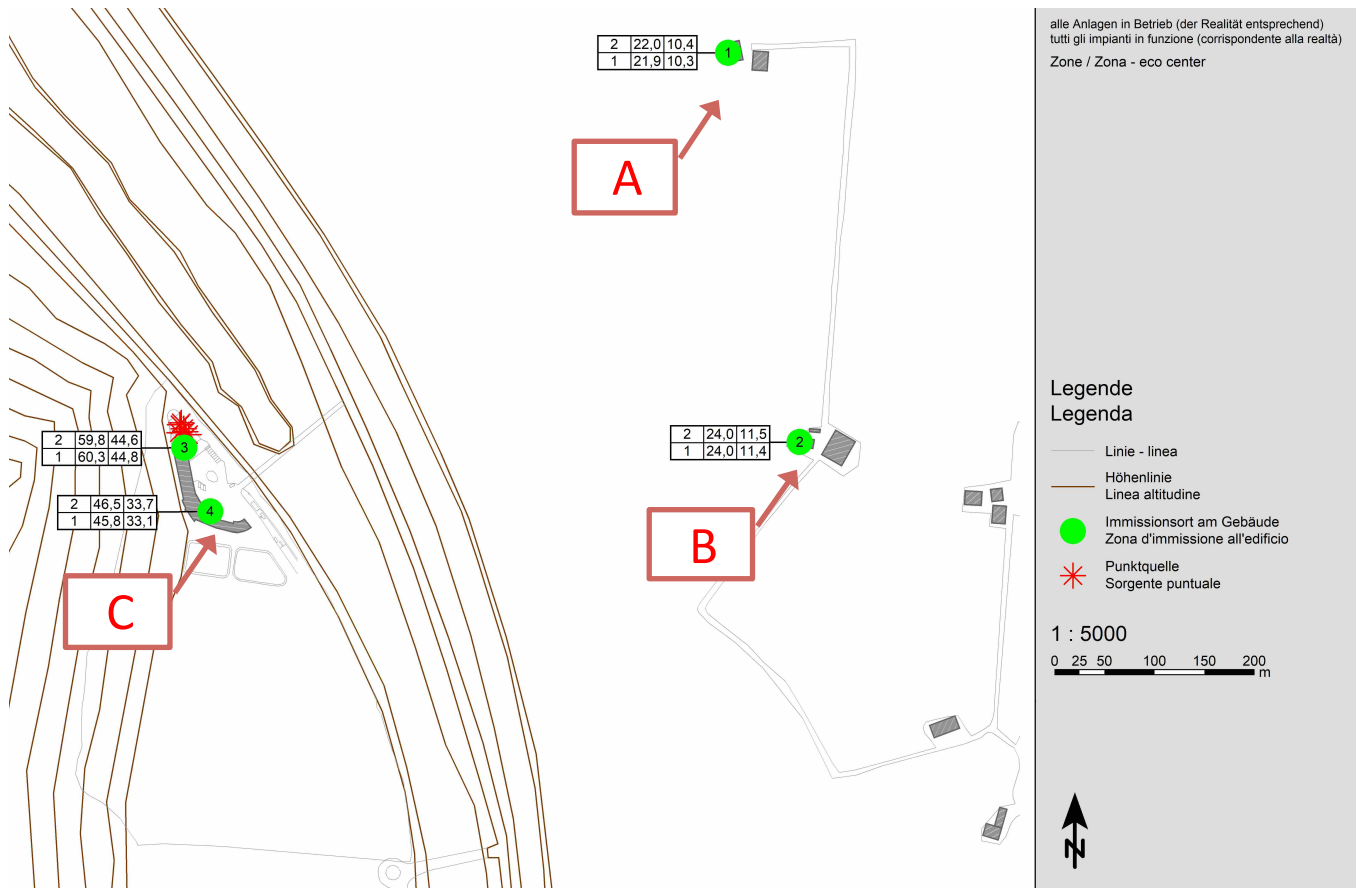 alle Anlagen in Betrieb (der Realität entsprechend)
tutti gli impianti in funzione (corrispondente alla realtà)
Zone / Zona - eco center
2 22,0 10,4
1 21,9 10,3
1
A
2 24,0 11,5
1 24,0 11,4
2
B
2 59,8 44,6
1 60,3 44,8
3
2 46,5 33,7
1 45,8 33,1
4
C
Legende
Legenda
Linie - linea
Höhenlinie
Linea altitudine
Immissionsort am Gebäude
Zona d'immissione all'edificio
Punktquelle
Sorgente puntuale
1 : 5000
0 25 50 100 150 200
m
N